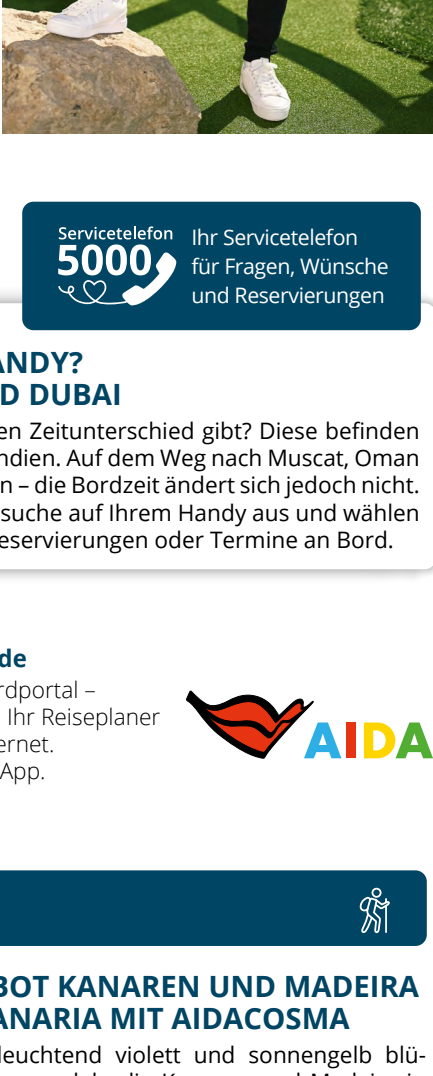 Servicetelefon
5000
Ihr Servicetelefon
für Fragen, Wünsche
und Reservierungen
ANDY?
D DUBAI
en Zeitunterschied gibt? Diese befinden
ndien. Auf dem Weg nach Muscat, Oman
n – die Bordzeit ändert sich jedoch nicht.
suche auf Ihrem Handy aus und wählen
eservierungen oder Termine an Bord.
de
rdportal –
Ihr Reiseplaner
ernet.
App.
AIDA
BOT KANAREN UND MADEIRA
ANARIA MIT AIDACOSMA
leuchtend violett und sonnengelb blü-